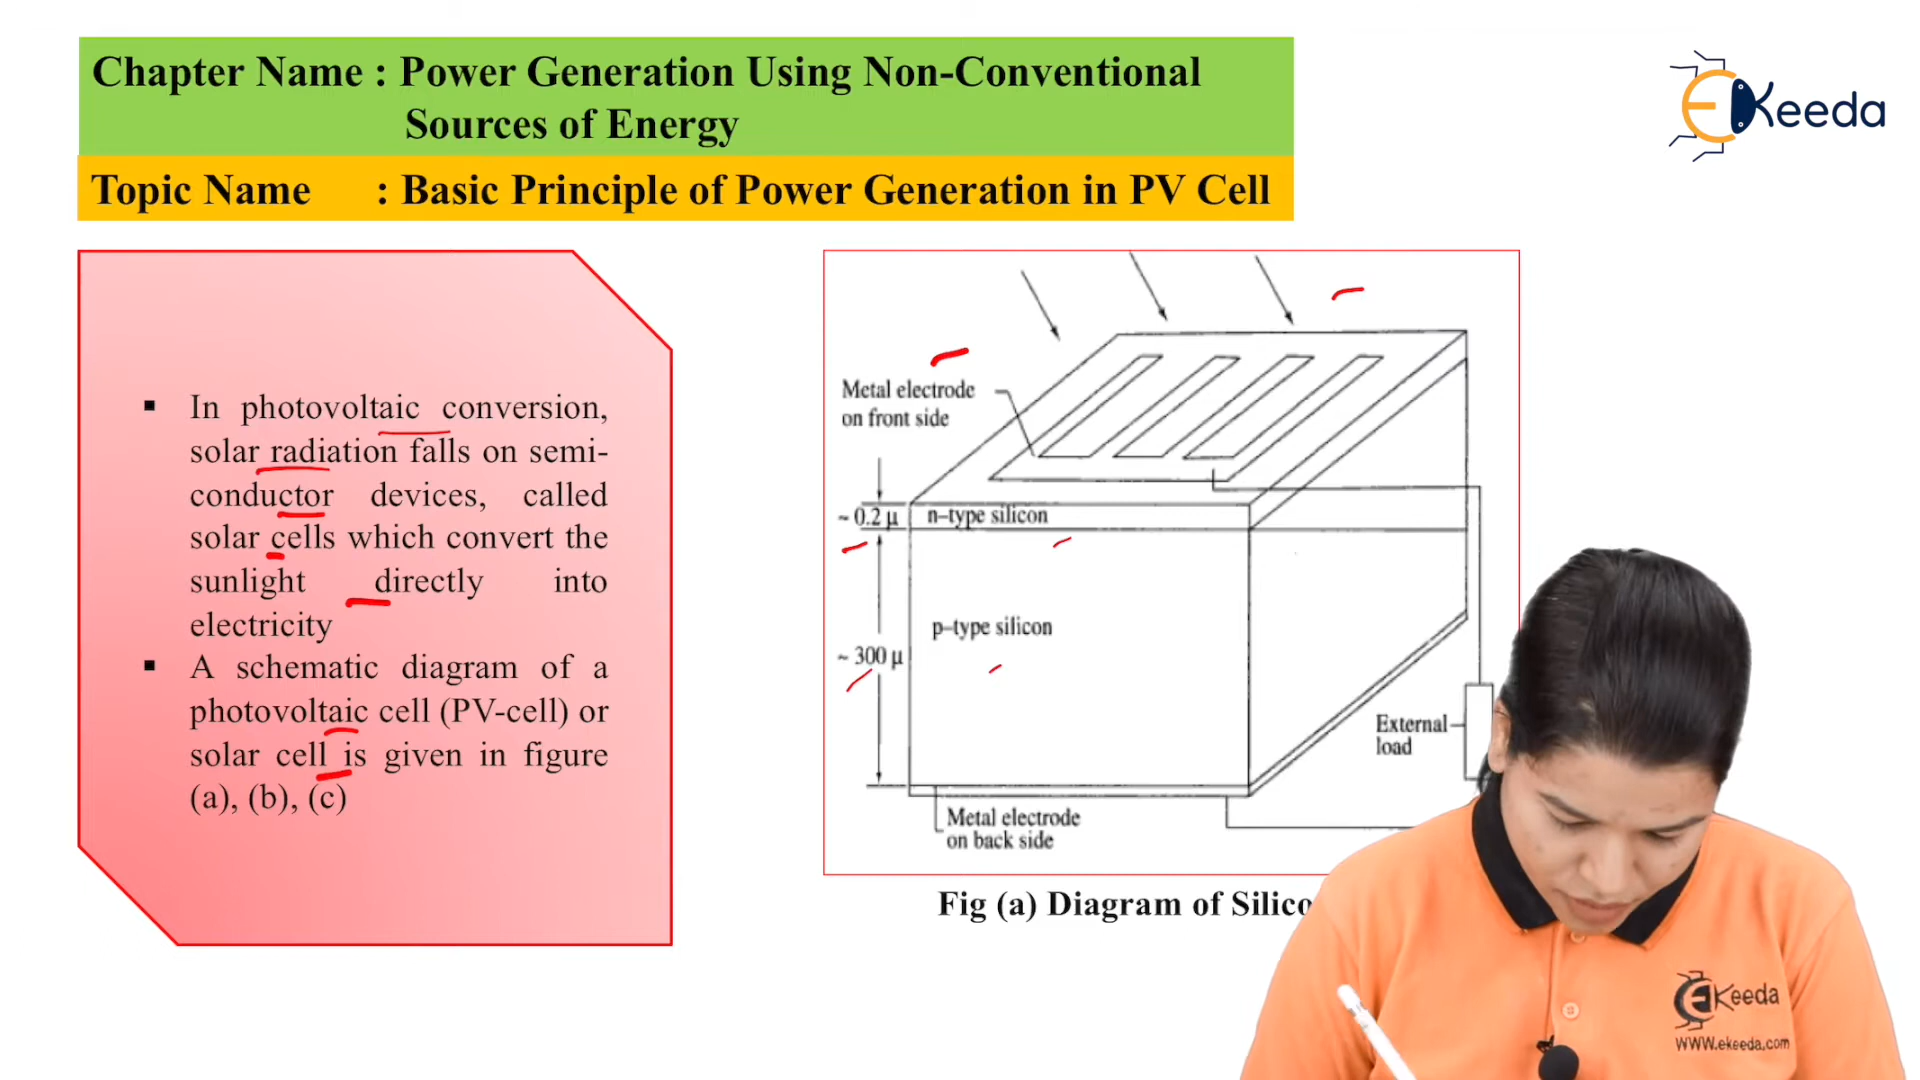 Chapter Name : Power Generation Using Non-Conventional
Sources of Energy
Topic Name : Basic Principle of Power Generation in PV Cell
Keeda
▪ In photovoltaic conversion,
solar radiation falls on semi-
conductor devices, called
solar cells which convert the
sunlight directly into
electricity
▪ A schematic diagram of a
photovoltaic cell (PV-cell) or
solar cell is given in figure
(a), (b), (c)
Metal electrode
on front side
~ 0.2 μ
n–type silicon
p–type silicon
~ 300 μ
External
load
Metal electrode
on back side
Fig (a) Diagram of Silico
Keeda
WWW.ekeeda.com